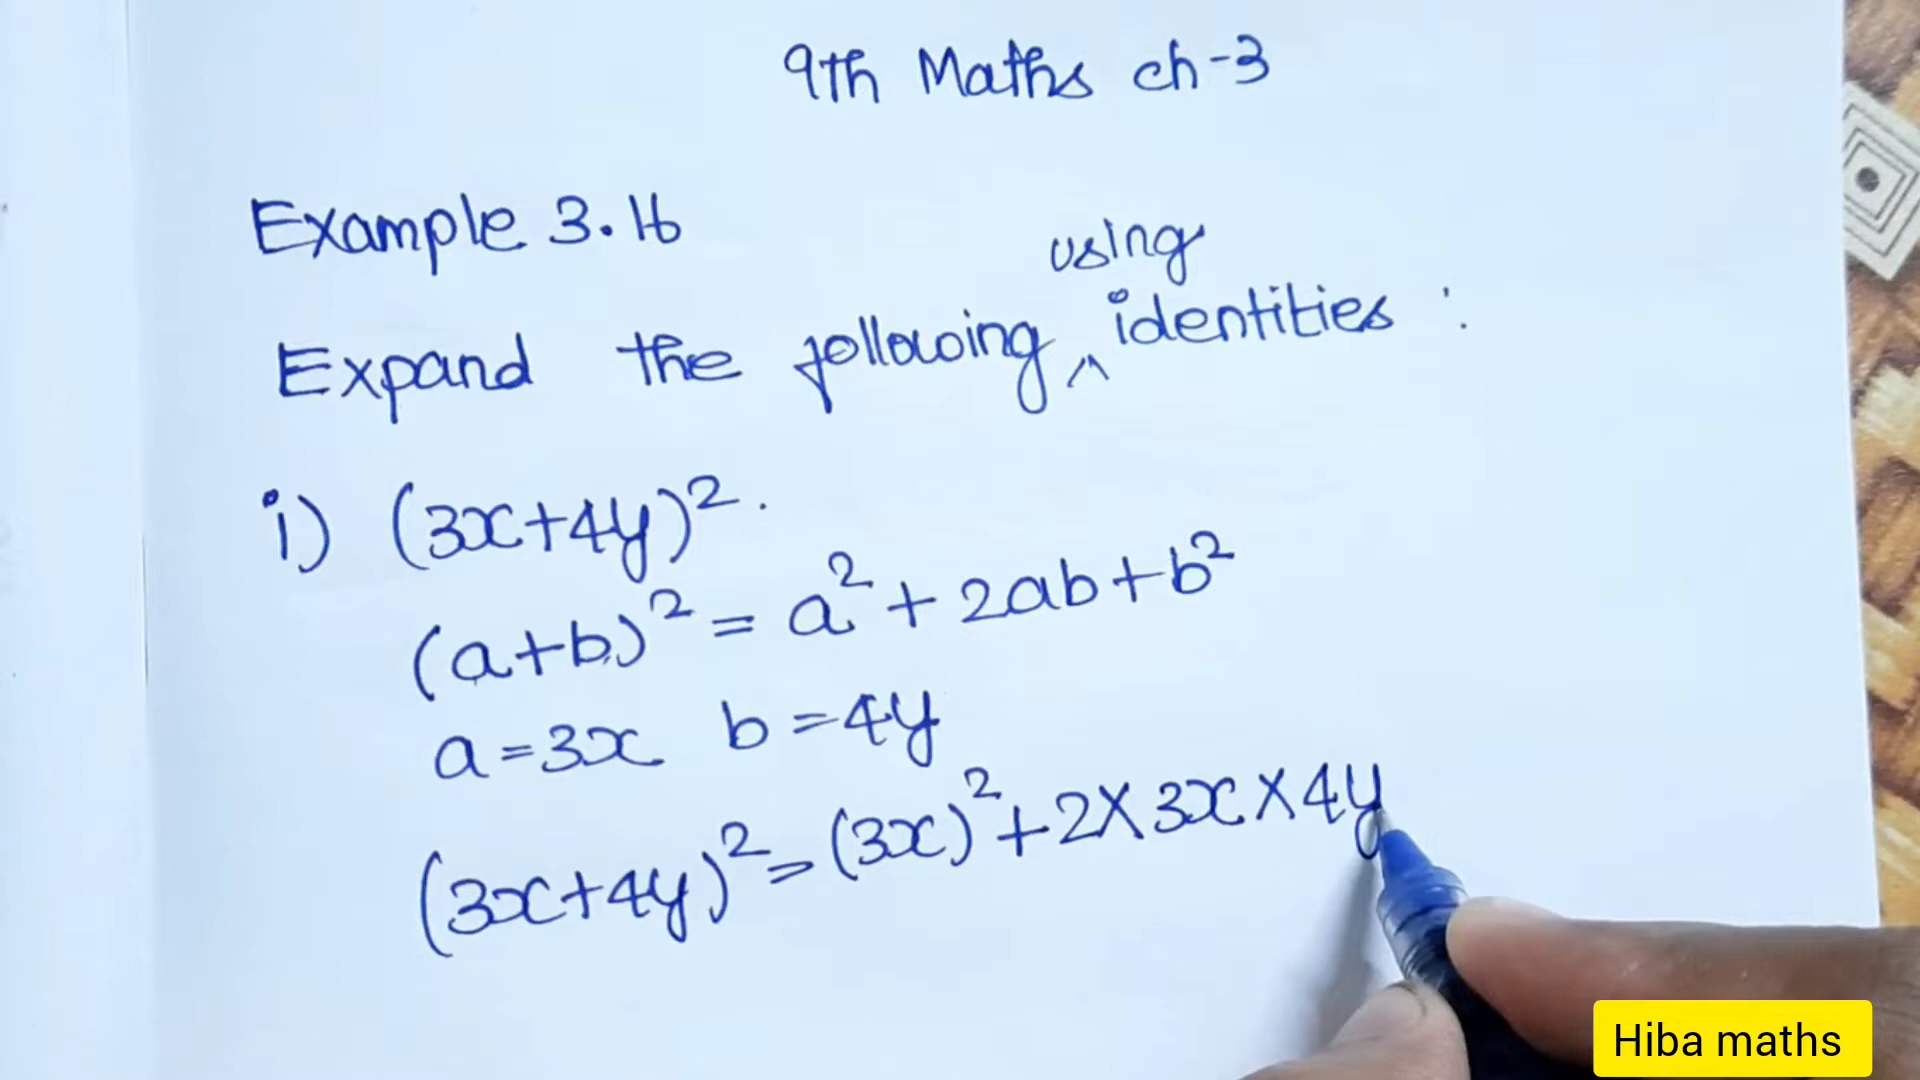 9th Maths ch-3
Example 3.16
using
Expand the following ^ identities :
i) (3x+4y)².
(a+b)² = a² + 2ab + b²
a = 3x b = 4y
(3x+4y)² = (3x)² + 2 × 3x × 4y
Hiba maths